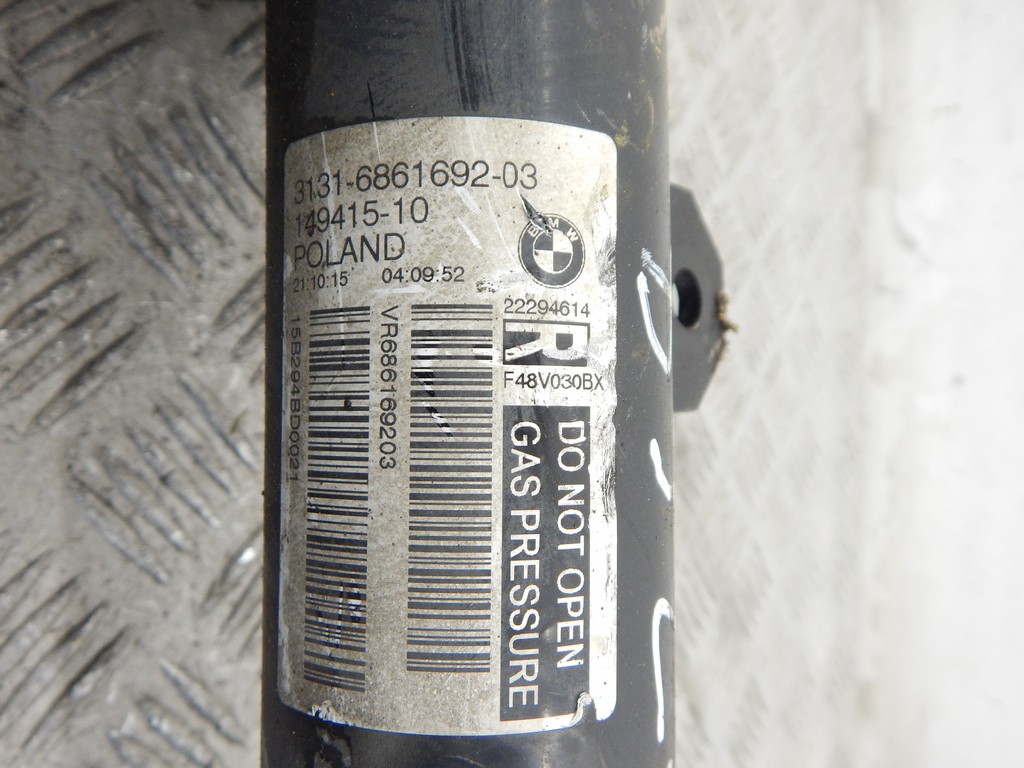 3131-6861692-03
149415-10
POLAND
21:10:15 04:09:52
BMW
22294614
R
F48V030BX
DO NOT OPEN
GAS PRESSURE
VR686169203
15B294BD0021